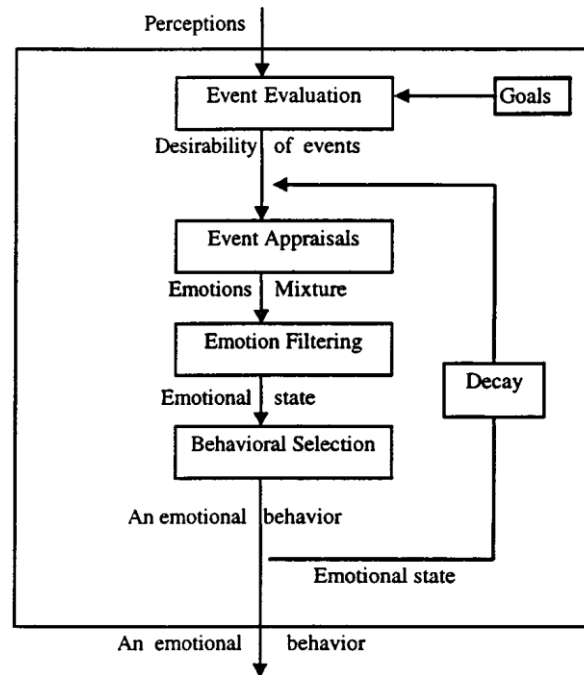 Perceptions
Event Evaluation
Goals
Desirability of events
Event Appraisals
Emotions Mixture
Emotion Filtering
Decay
Emotional state
Behavioral Selection
An emotional behavior
Emotional state
An emotional behavior